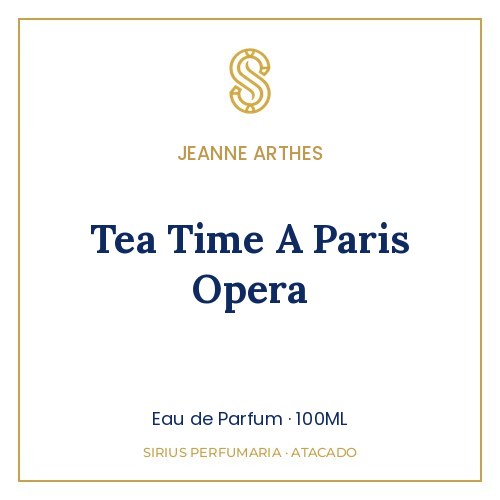 JEANNE ARTHES
Tea Time A Paris
Opera
Eau de Parfum · 100ML
SIRIUS PERFUMARIA · ATACADO